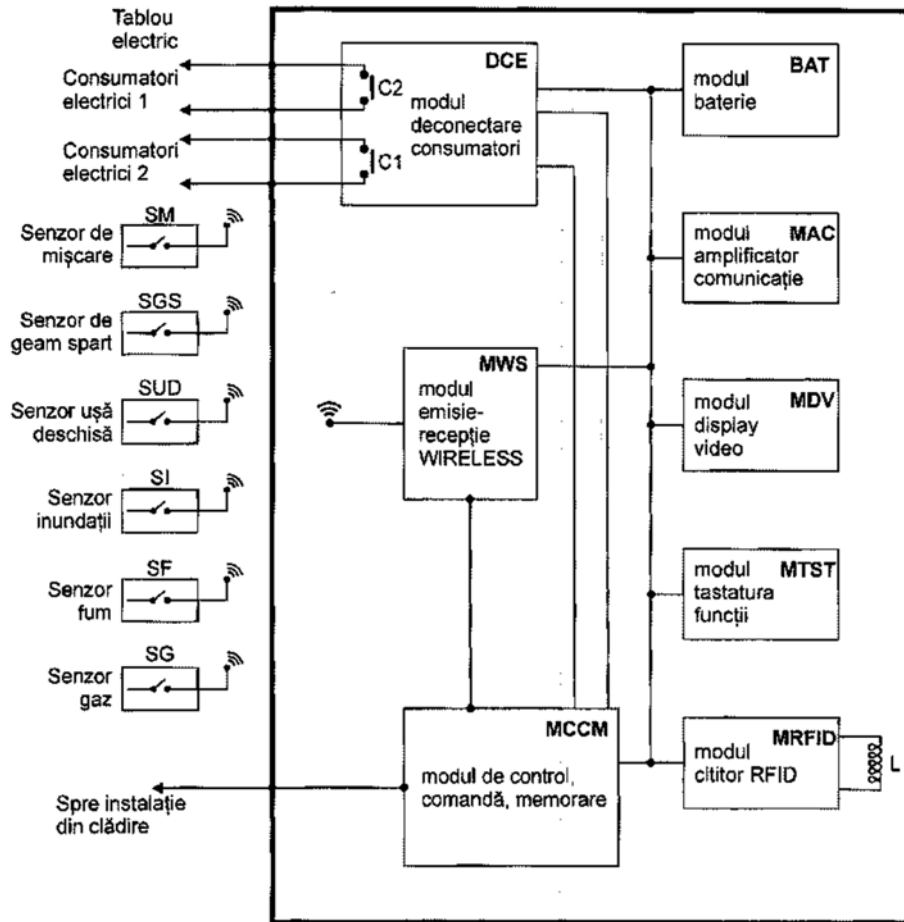 Tablou
electric
Consumatori
electrici 1
Consumatori
electrici 2
C2
C1
DCE
modul
deconectare
consumatori
BAT
modul
baterie
MAC
modul
amplificator
comunicație
SM
Senzor de
mișcare
SGS
Senzor de
geam spart
SUD
Senzor ușă
deschisă
SI
Senzor
inundații
SF
Senzor
fum
SG
Senzor
gaz
MWS
modul
emisie-
recepție
WIRELESS
MDV
modul
display
video
MTST
modul
tastatura
funcții
MCCM
modul de control,
comandă, memorare
MRFID
modul
cititor RFID
L
Spre instalație
din clădire